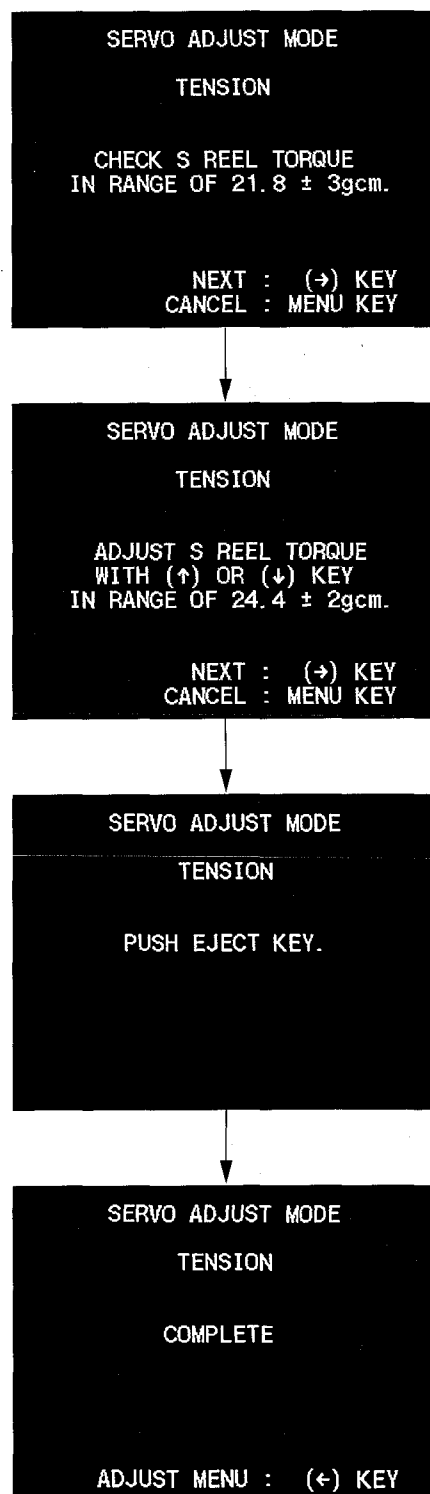 SERVO ADJUST MODE
TENSION
CHECK S REEL TORQUE
IN RANGE OF 21.8 ± 3gcm.
NEXT : (→) KEY
CANCEL : MENU KEY
SERVO ADJUST MODE
TENSION
ADJUST S REEL TORQUE
WITH (↑) OR (↓) KEY
IN RANGE OF 24.4 ± 2gcm.
NEXT : (→) KEY
CANCEL : MENU KEY
SERVO ADJUST MODE
TENSION
PUSH EJECT KEY.
SERVO ADJUST MODE
TENSION
COMPLETE
ADJUST MENU : (←) KEY